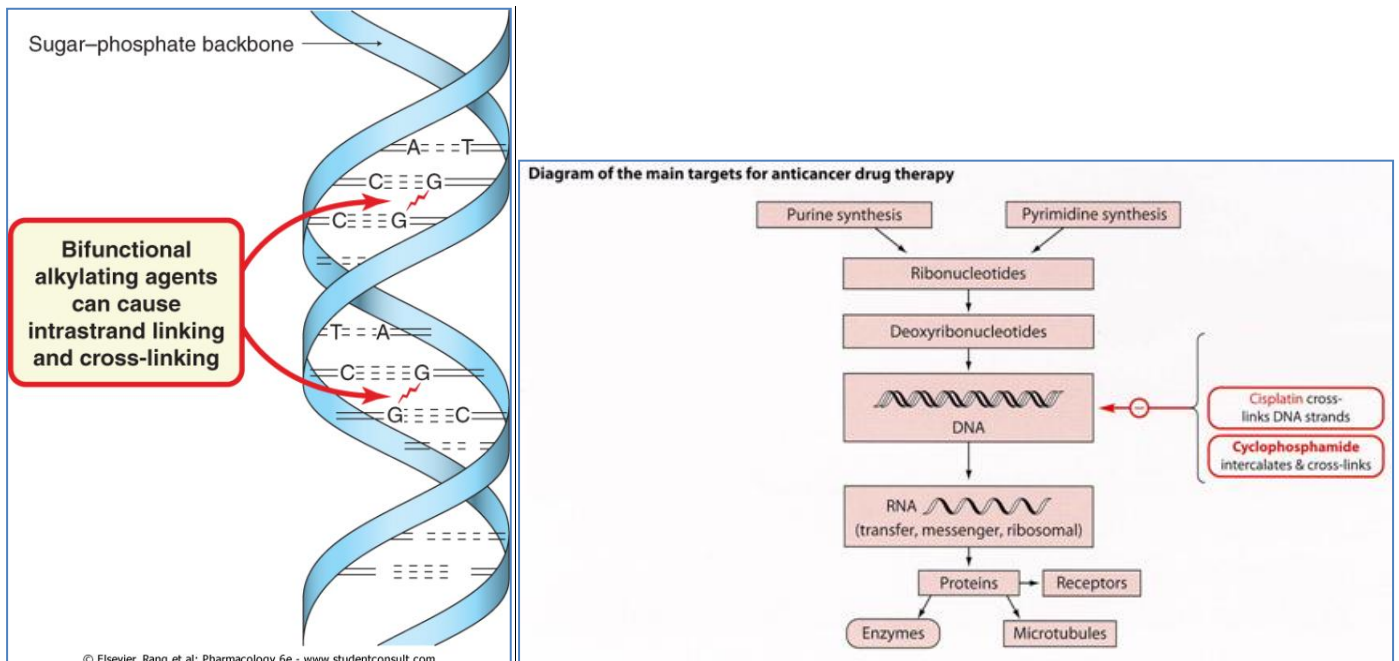 Sugar–phosphate backbone
A T
C G
C G
Bifunctional
alkylating agents
can cause
intrastrand linking
and cross-linking
T A
C G
G C
© Elsevier. Rang et al: Pharmacology 6e - www.studentconsult.com
Diagram of the main targets for anticancer drug therapy
Purine synthesis
Pyrimidine synthesis
Ribonucleotides
Deoxyribonucleotides
DNA
Cisplatin cross-
links DNA strands
Cyclophosphamide
intercalates & cross-links
RNA
(transfer, messenger, ribosomal)
Proteins
Receptors
Enzymes
Microtubules